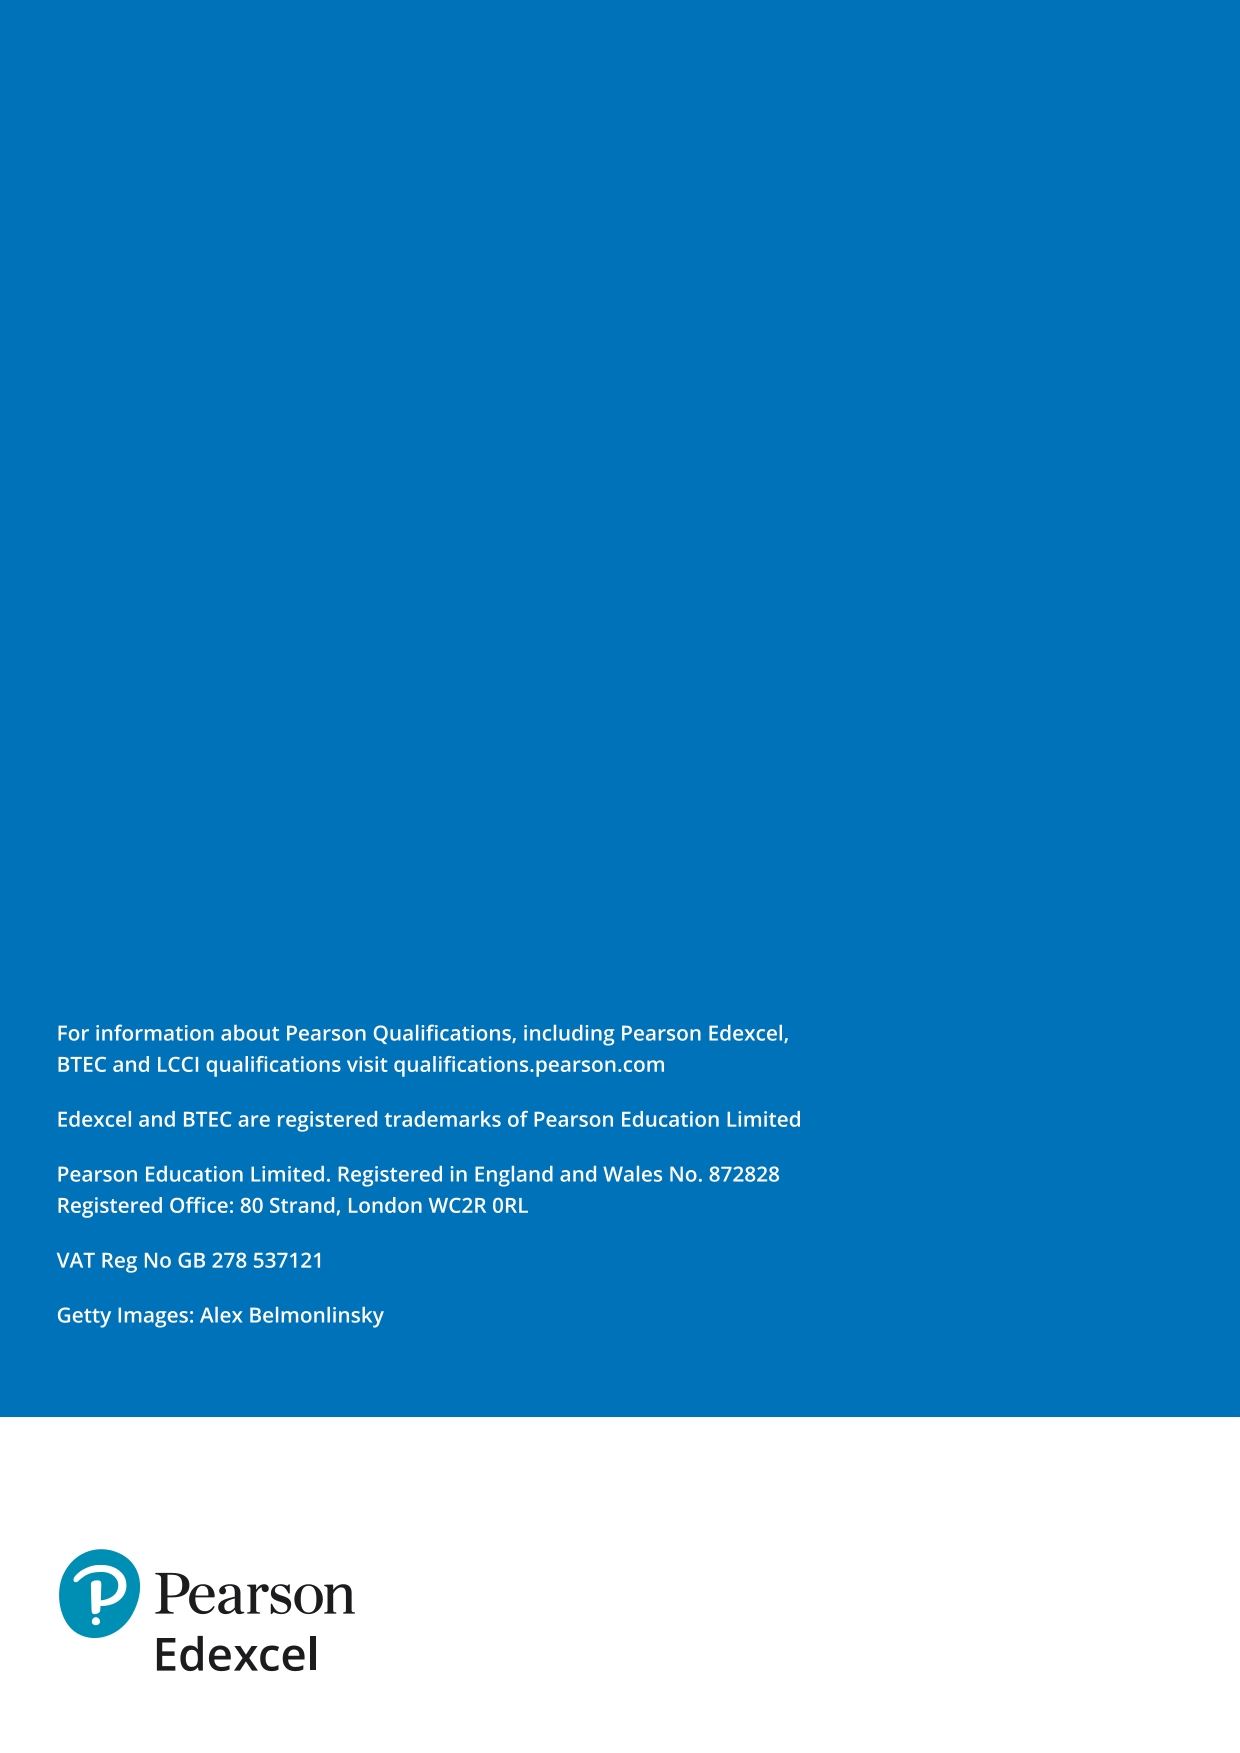 For information about Pearson Qualifications, including Pearson Edexcel,
BTEC and LCCI qualifications visit qualifications.pearson.com
Edexcel and BTEC are registered trademarks of Pearson Education Limited
Pearson Education Limited. Registered in England and Wales No. 872828
Registered Office: 80 Strand, London WC2R 0RL
VAT Reg No GB 278 537121
Getty Images: Alex Belmonlinsky
Pearson
Edexcel